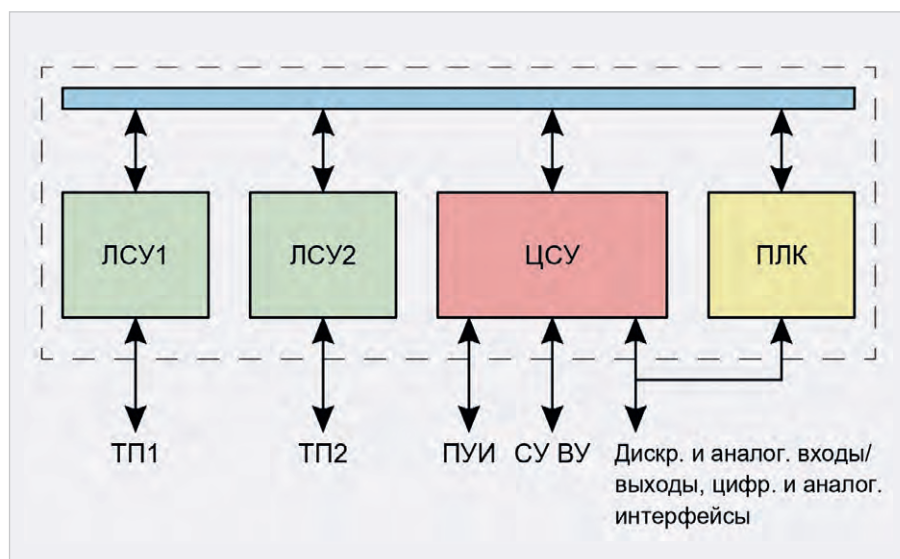 ЛСУ1
ЛСУ2
ЦСУ
ПЛК
ТП1
ТП2
ПУИ
СУ ВУ
Дискр. и аналог. входы/
выходы, цифр. и аналог.
интерфейсы